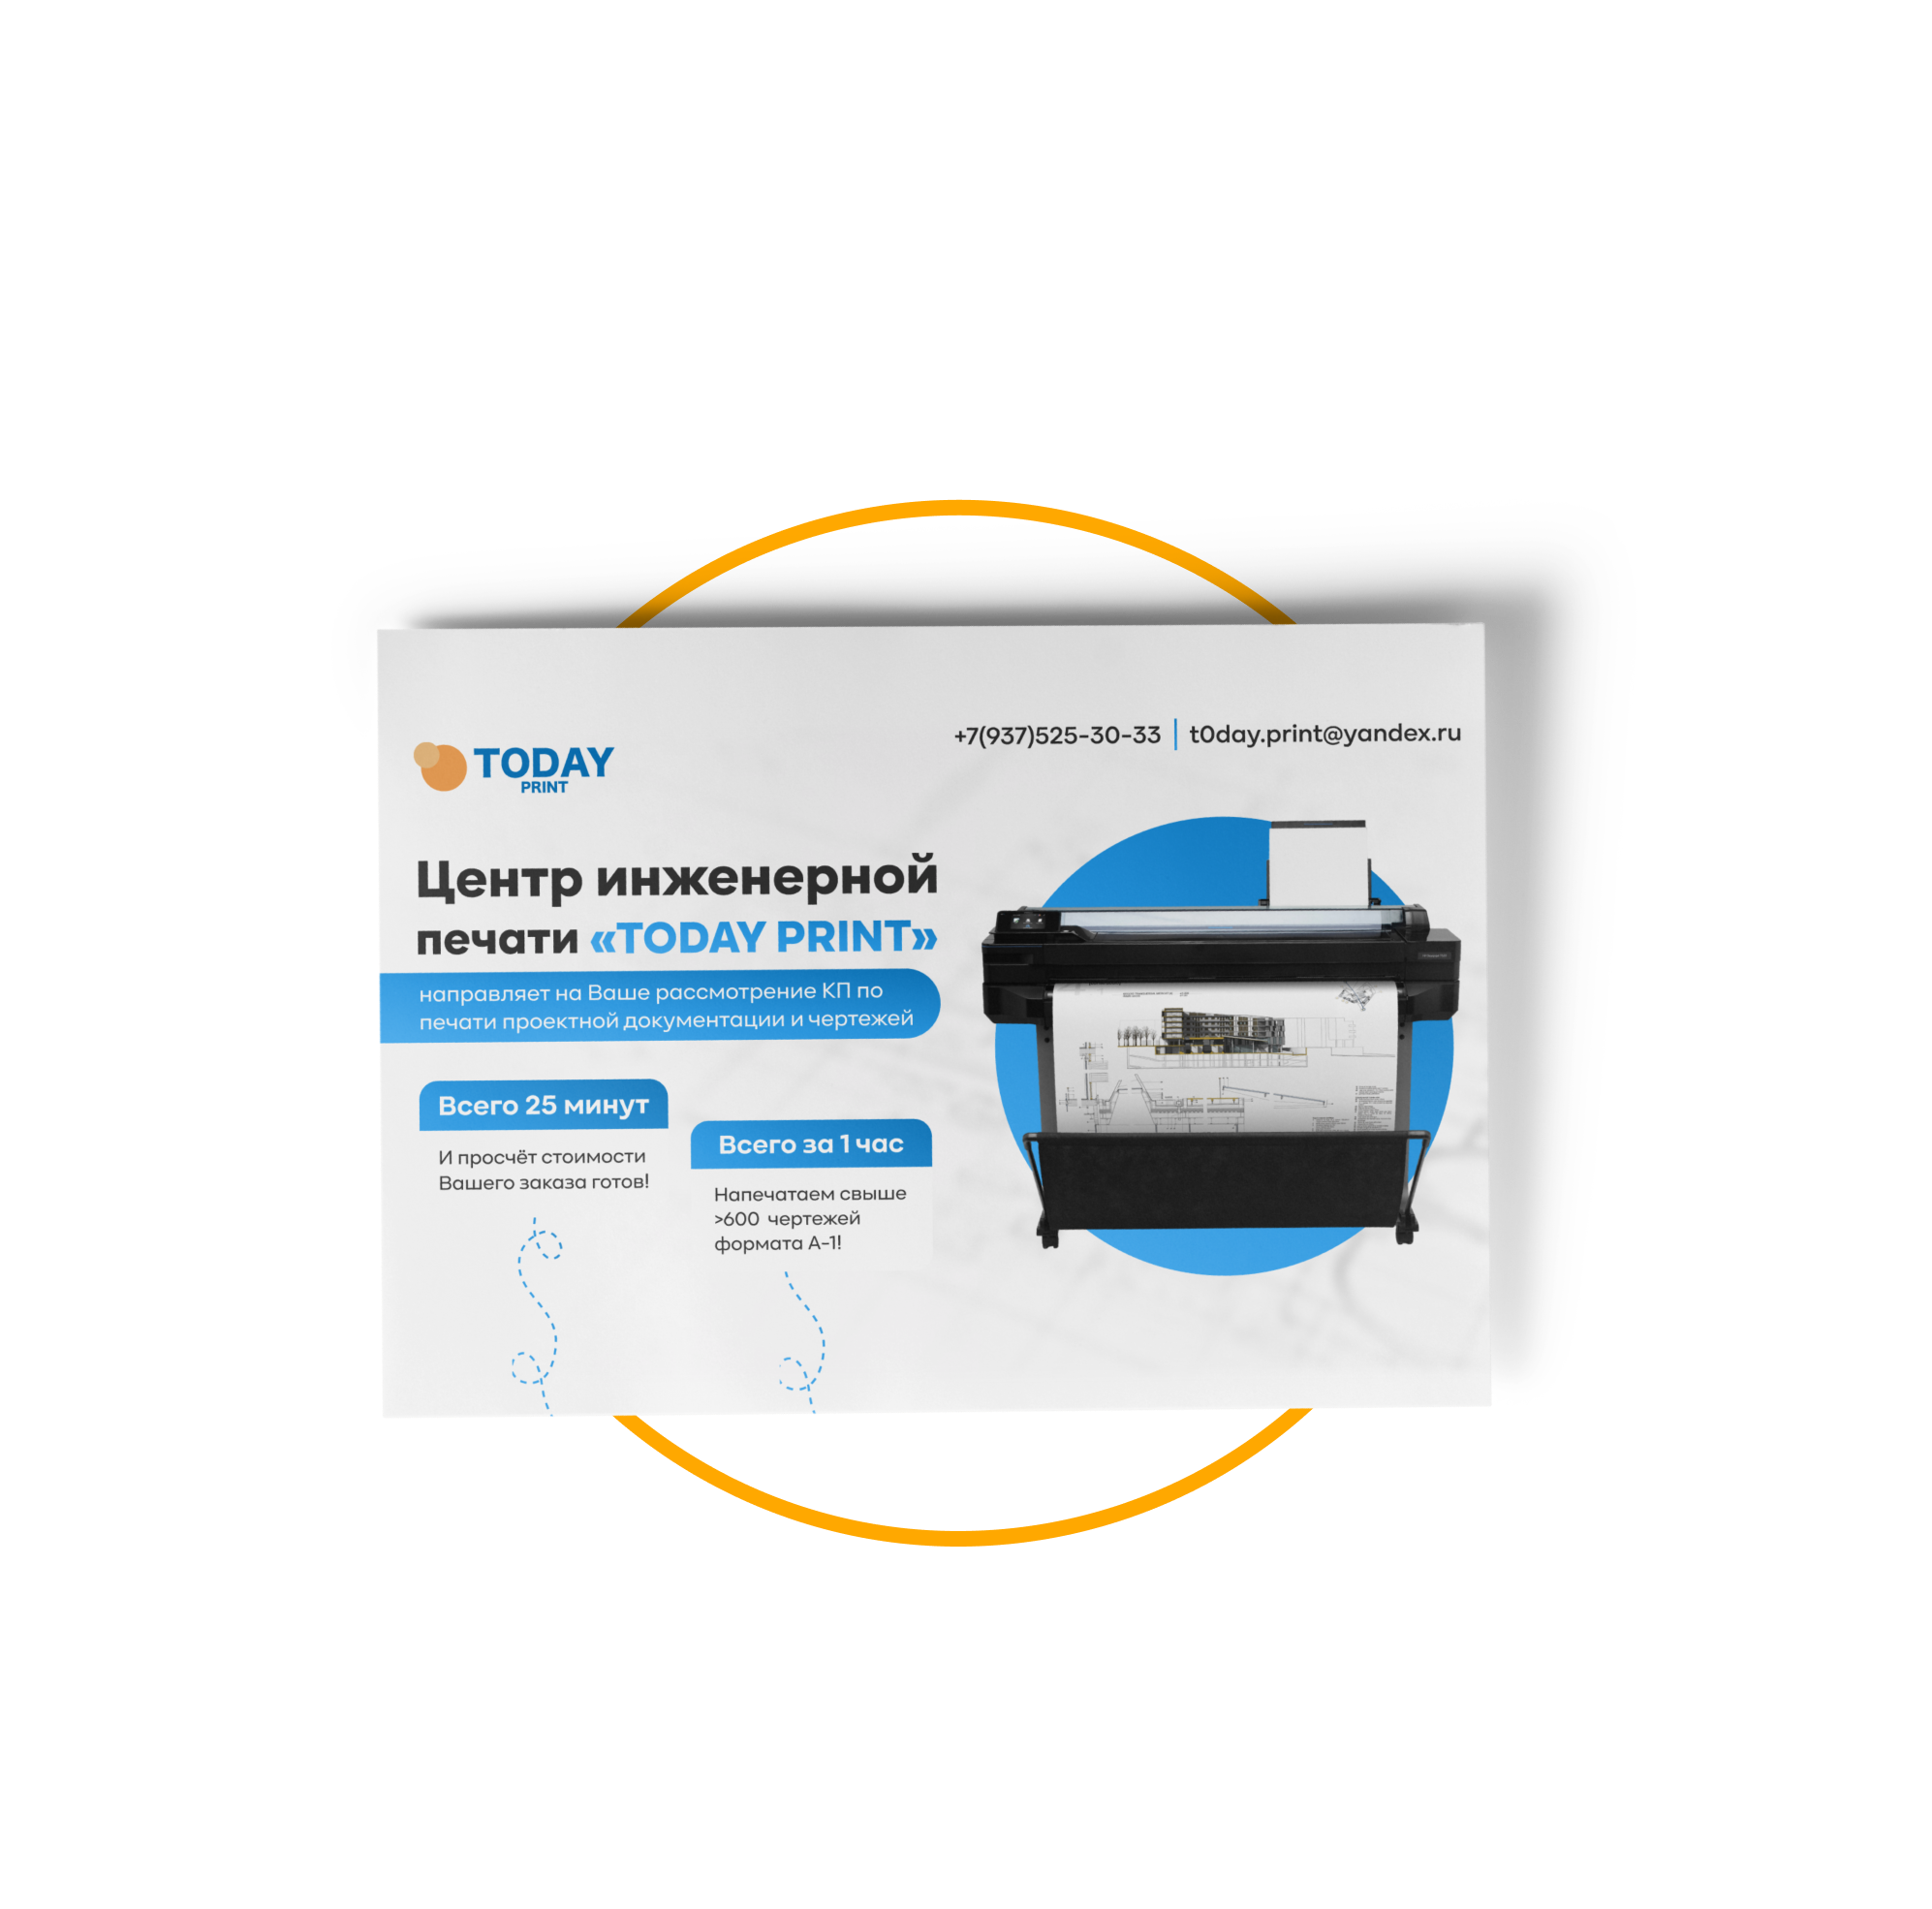 +7(937)525-30-33 | t0day.print@yandex.ru
TODAY
PRINT
Центр инженерной
печати «TODAY PRINT»
направляет на Ваше рассмотрение КП по
печати проектной документации и чертежей
Всего 25 минут
И просчёт стоимости
Вашего заказа готов!
Всего за 1 час
Напечатаем свыше
>600 чертежей
формата А-1!